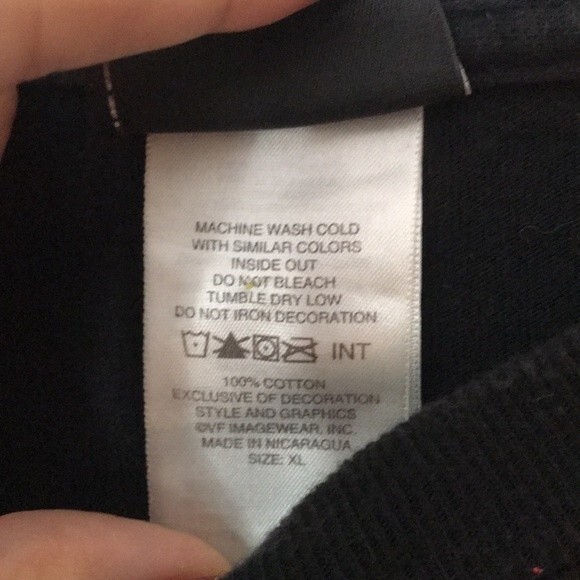 MACHINE WASH COLD
WITH SIMILAR COLORS
INSIDE OUT
DO NOT BLEACH
TUMBLE DRY LOW
DO NOT IRON DECORATION
INT
100% COTTON
EXCLUSIVE OF DECORATION
STYLE AND GRAPHICS
©VF IMAGEWEAR, INC.
MADE IN NICARAGUA
SIZE: XL